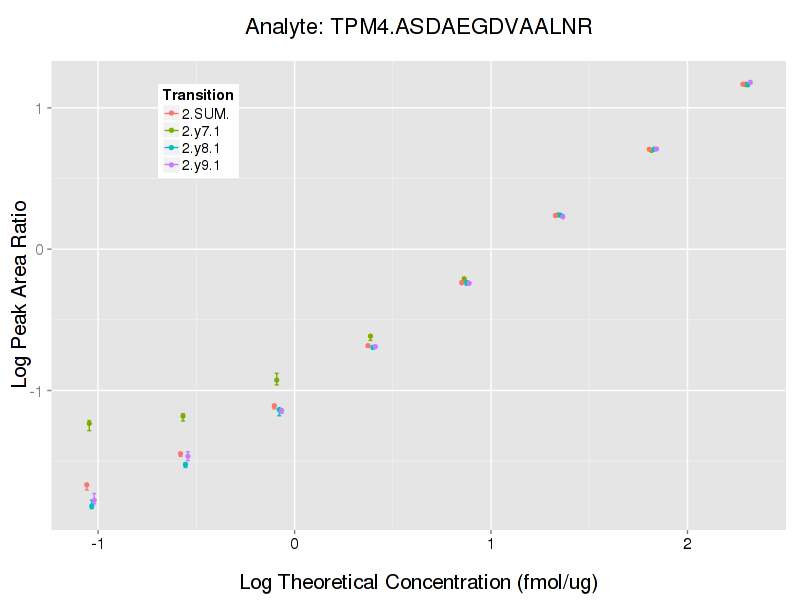 Analyte: TPM4.ASDAEGDVAALNR
Transition
2.SUM.
2.y7.1
2.y8.1
2.y9.1
Log Peak Area Ratio
1
0
-1
-1
0
1
2
Log Theoretical Concentration (fmol/ug)